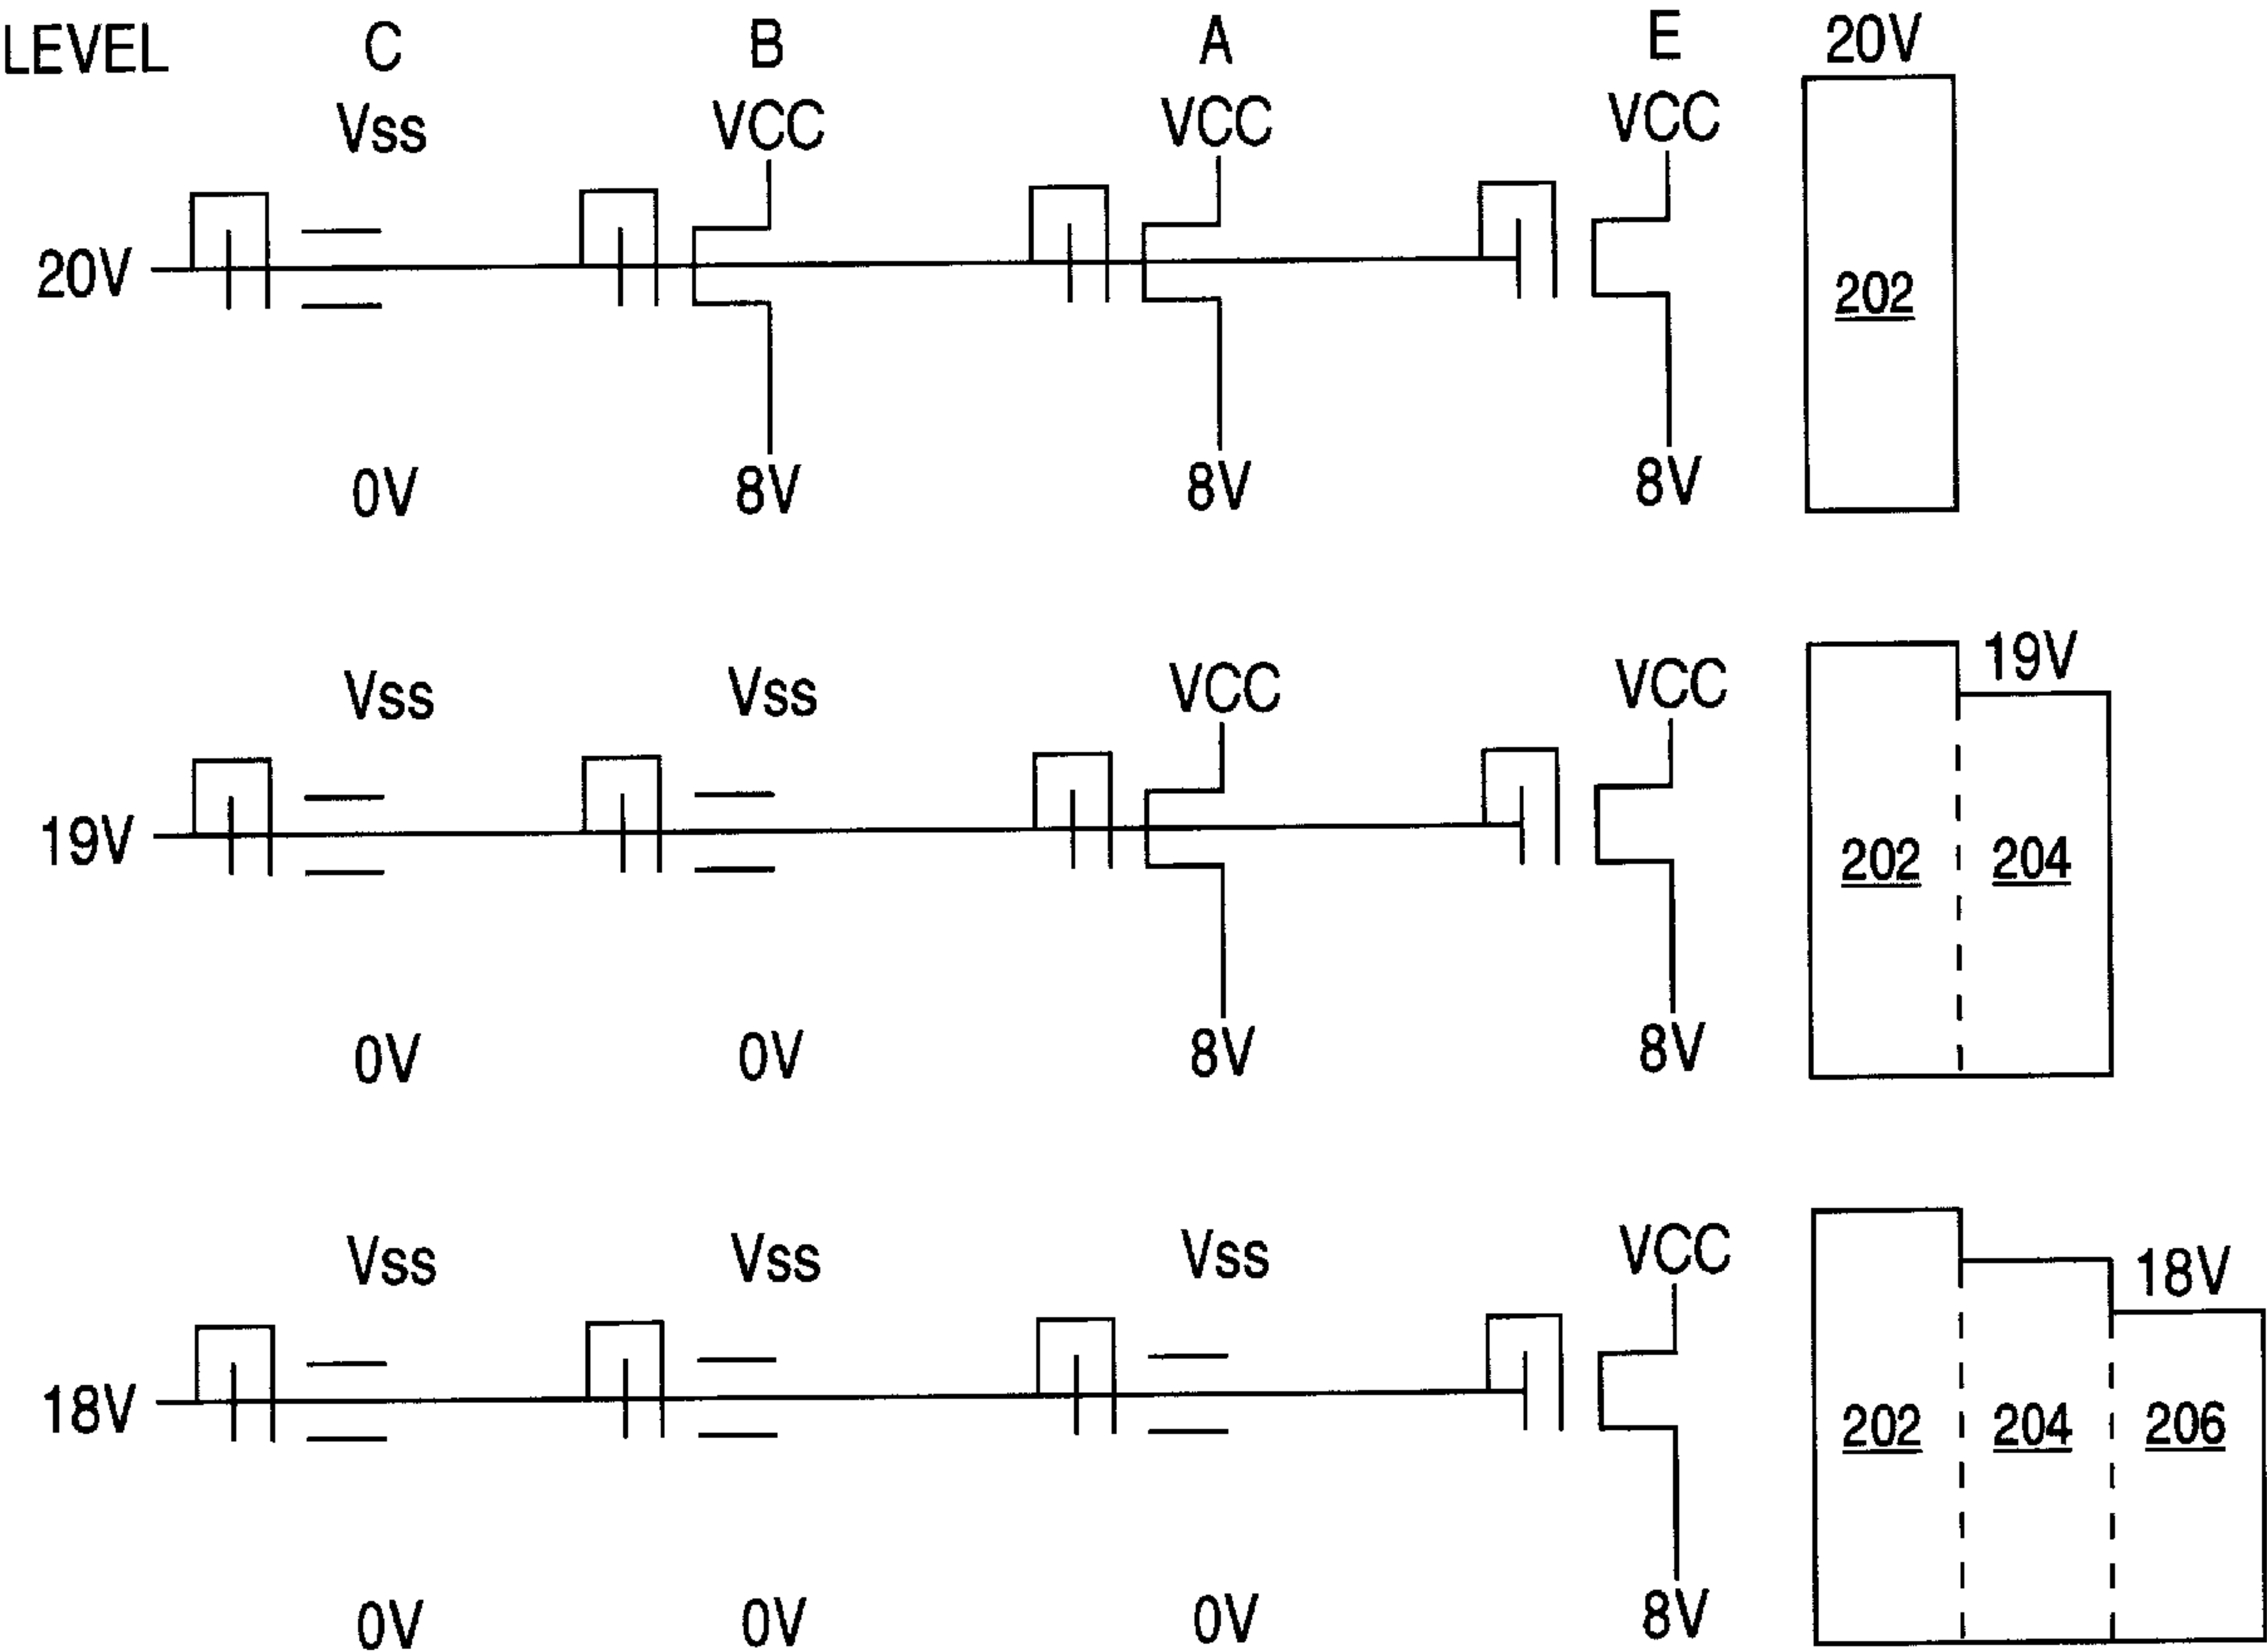 LEVEL C B A E 20V
Vss VCC VCC VCC
20V 202
0V 8V 8V 8V
19V
Vss Vss VCC VCC
19V 202 204
0V 0V 8V 8V
Vss Vss Vss VCC 18V
18V 202 204 206
0V 0V 0V 8V